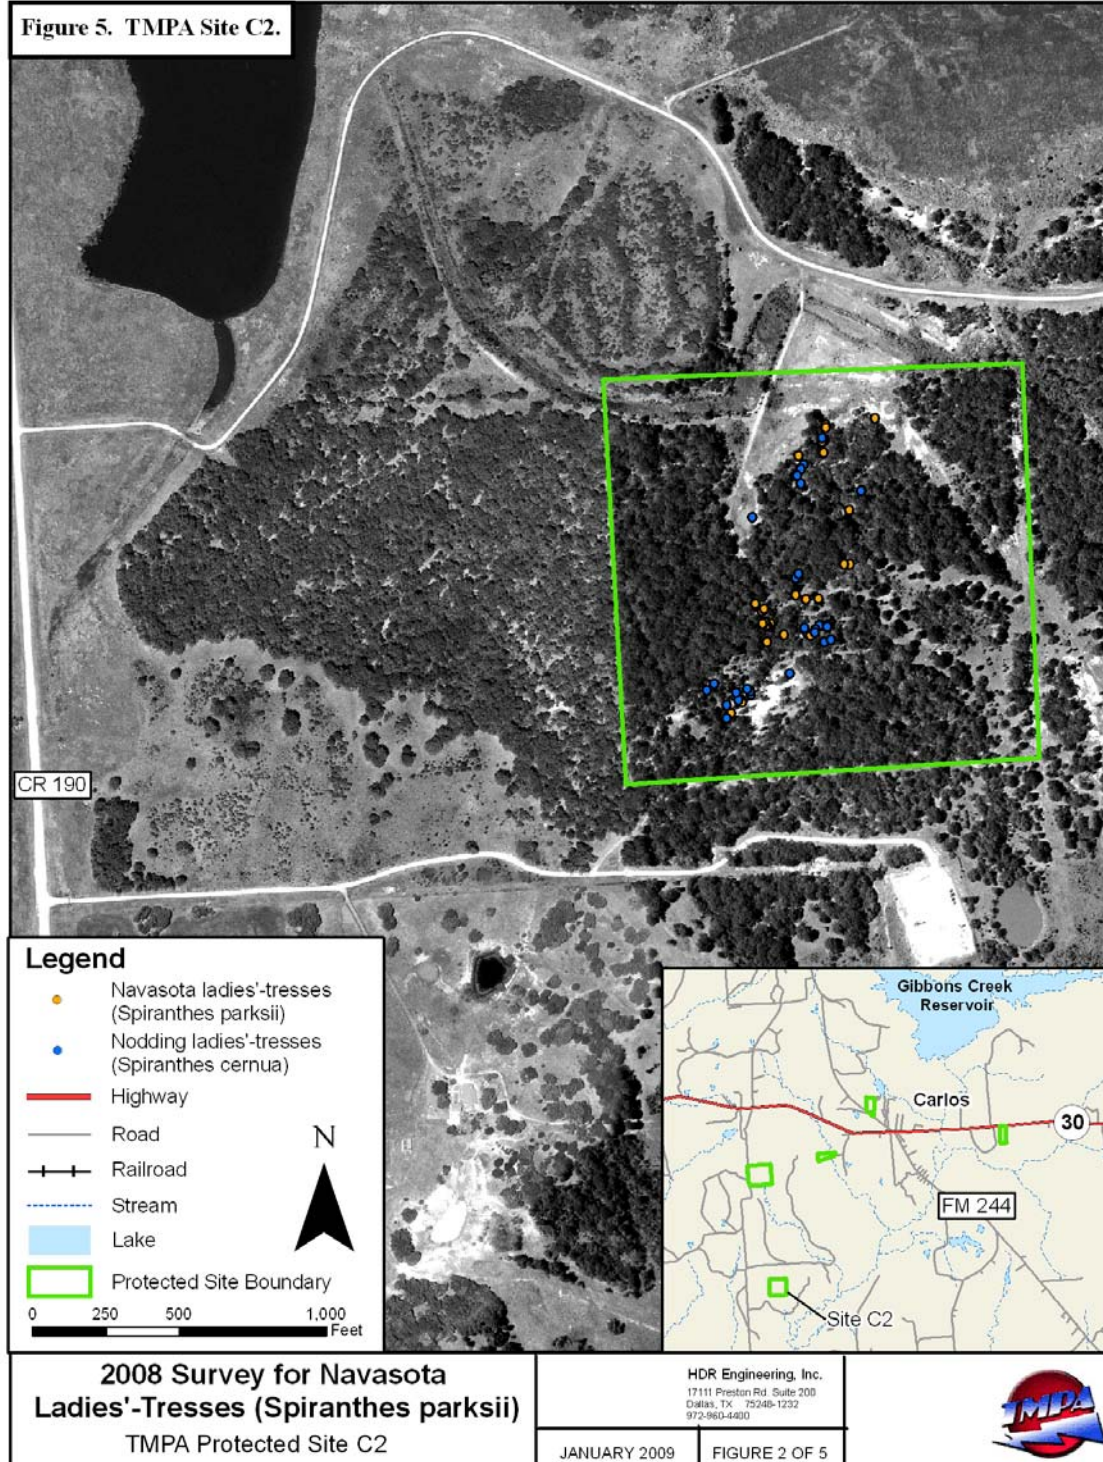 Figure 5. TMPA Site C2.
CR 190
Legend
Navasota ladies'-tresses
(Spiranthes parksii)
Nodding ladies'-tresses
(Spiranthes cernua)
Highway
Road
Railroad
Stream
Lake
Protected Site Boundary
N
0 250 500 1,000
Feet
Gibbons Creek
Reservoir
Carlos
30
FM 244
Site C2
2008 Survey for Navasota
Ladies'-Tresses (Spiranthes parksii)
TMPA Protected Site C2
HDR Engineering, Inc.
17111 Preston Rd. Suite 200
Dallas, TX 75248-1232
972-960-4400
JANUARY 2009
FIGURE 2 OF 5
TMPA